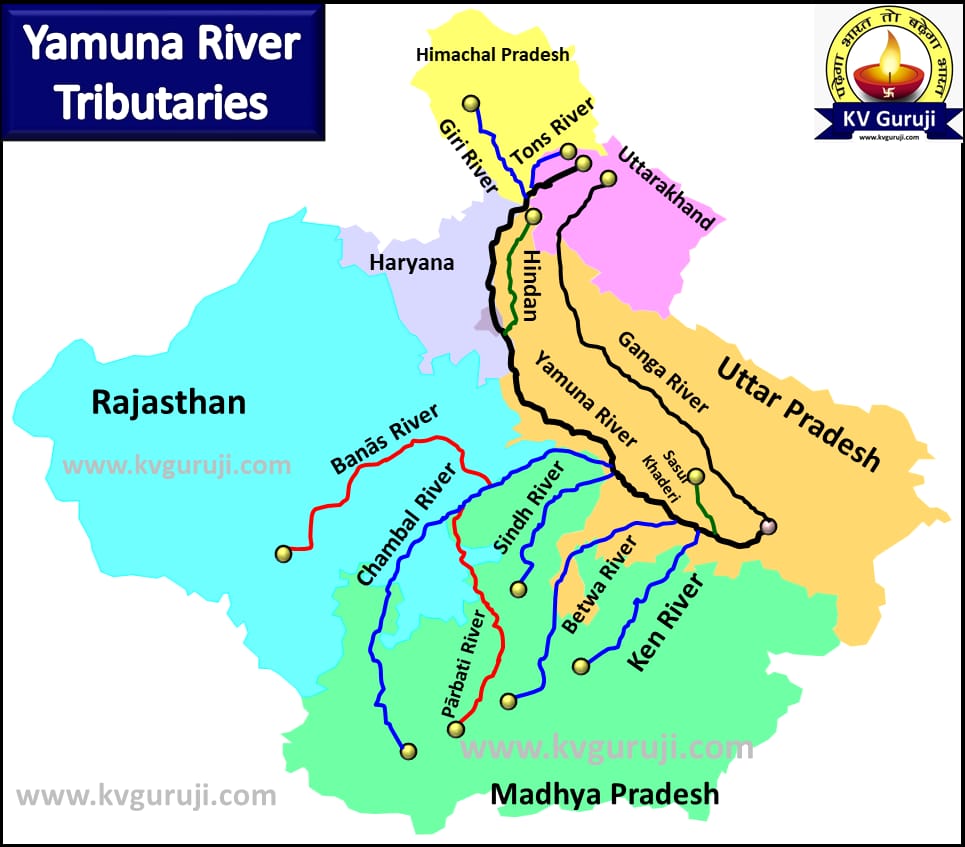 Yamuna River
Tributaries
पढ़ेगा भारत तो बढ़ेगा भारत
KV Guruji
www.kvguruji.com
Himachal Pradesh
Giri River
Tons River
Uttarakhand
Haryana
Hindan
Yamuna River
Ganga River
Uttar Pradesh
Rajasthan
www.kvguruji.com
Banās River
Chambal River
Sindh River
Sasur
Khaderi
Pārbati River
Betwa River
Ken River
www.kvguruji.com
Madhya Pradesh
www.kvguruji.com